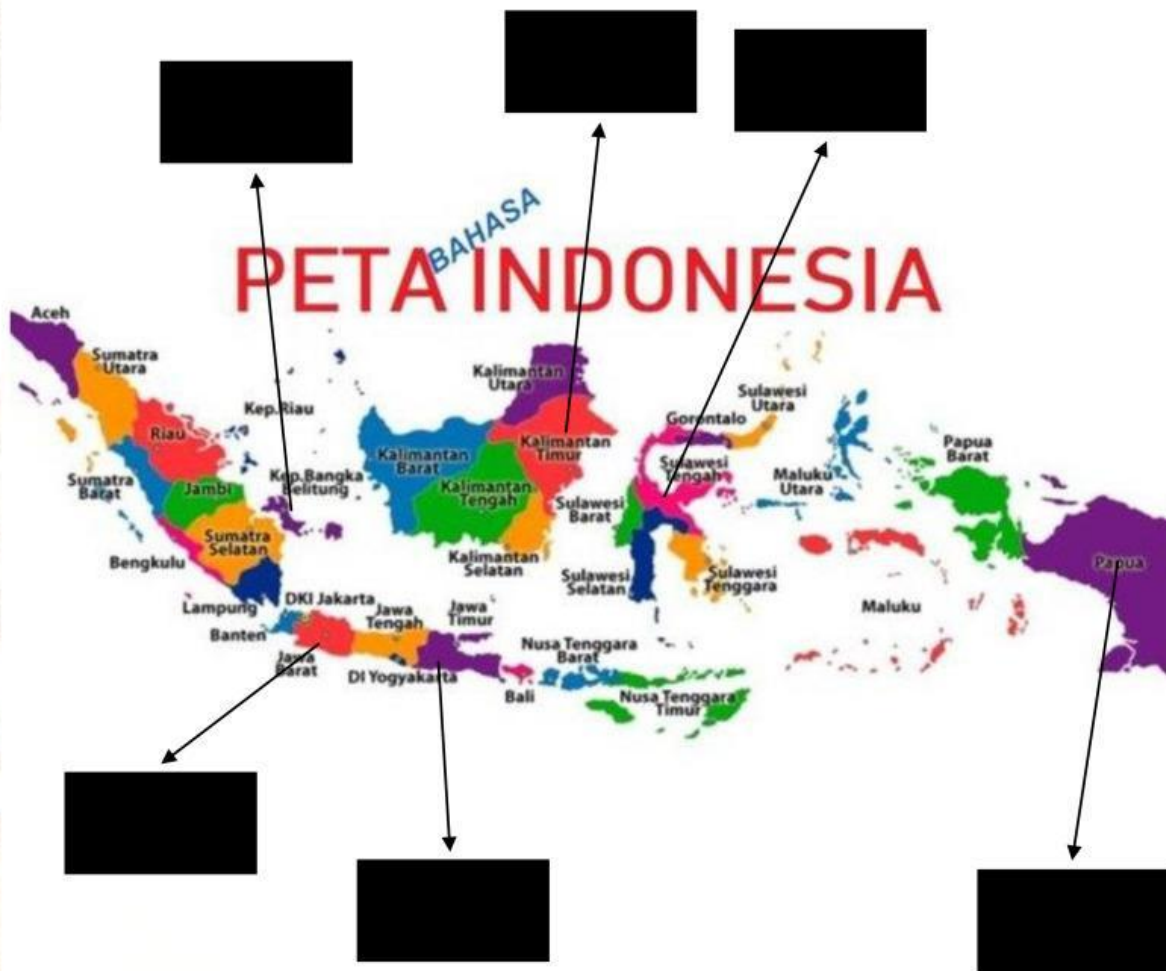 BAHASA
PETA INDONESIA
Aceh
Sumatra
Utara
Kep.Riau
Riau
Sumatra
Barat
Jambi
Kep.Bangka
Belitung
Sumatra
Selatan
Bengkulu
Lampung
DKI Jakarta
Banten
Jawa
Barat
Jawa
Tengah
DI Yogyakarta
Jawa
Timur
Bali
Nusa Tenggara
Barat
Nusa Tenggara
Timur
Kalimantan
Utara
Kalimantan
Barat
Kalimantan
Timur
Kalimantan
Tengah
Kalimantan
Selatan
Sulawesi
Utara
Gorontalo
Sulawesi
Tengah
Sulawesi
Barat
Sulawesi
Selatan
Sulawesi
Tenggara
Maluku
Utara
Maluku
Papua
Barat
Papua